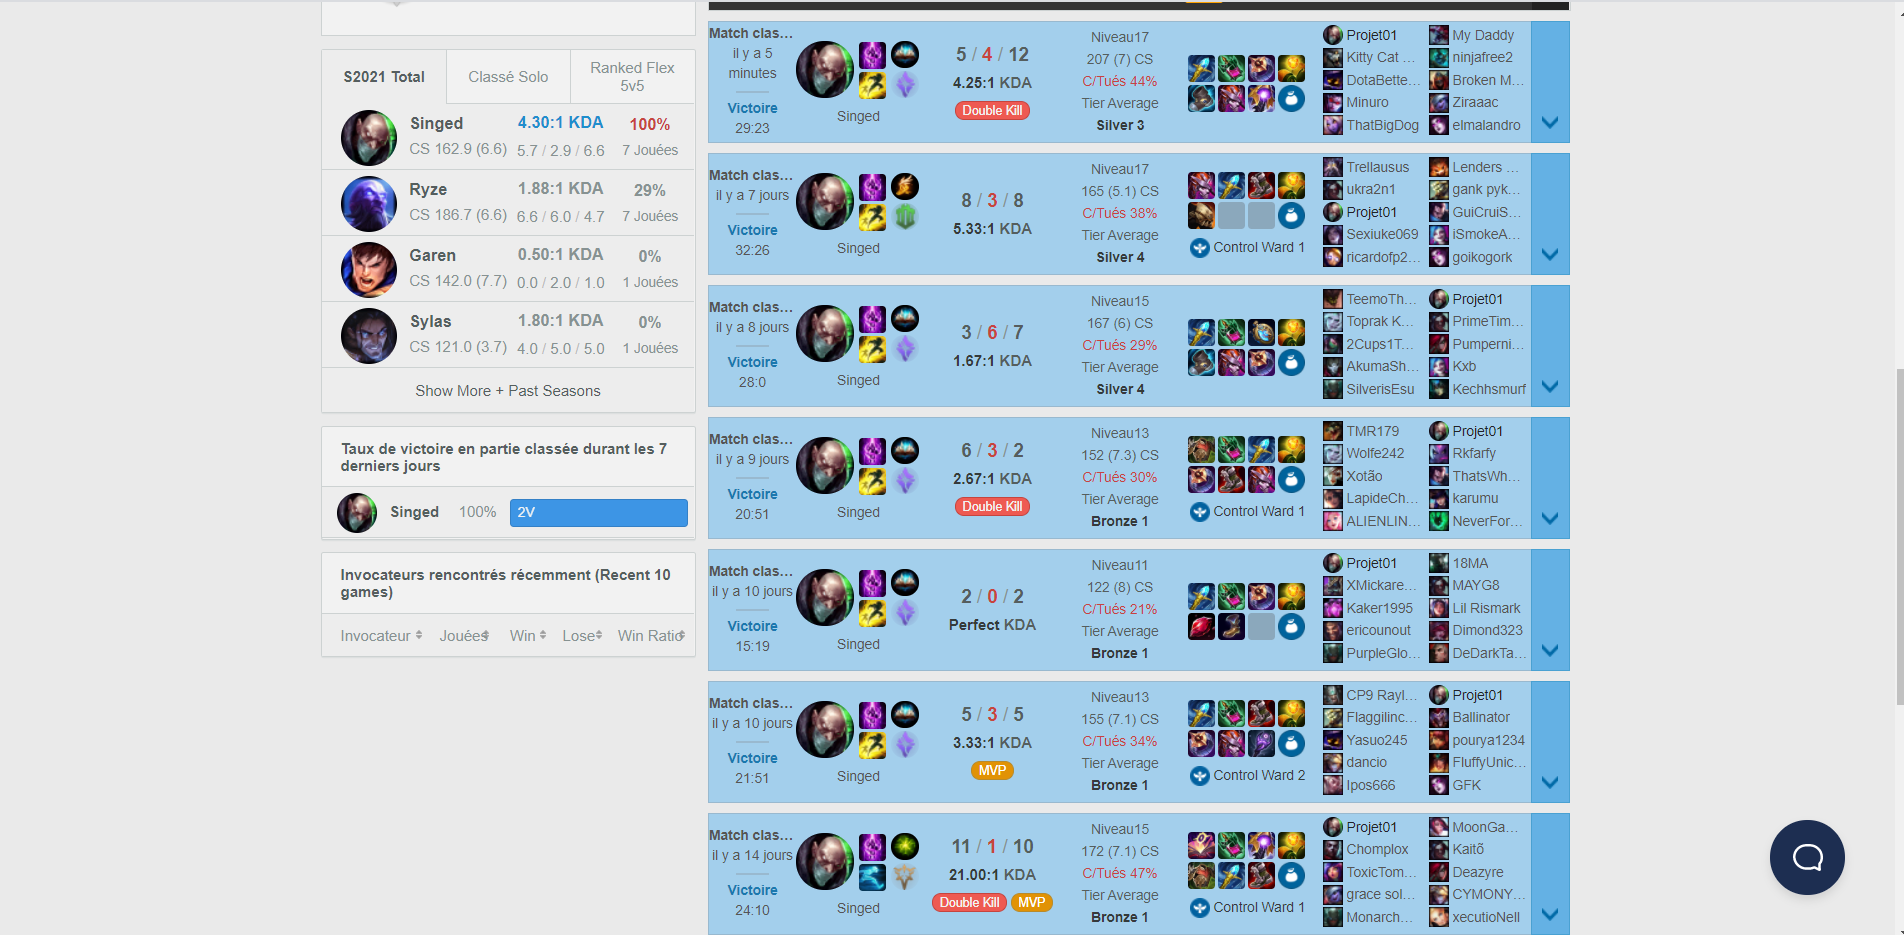 S2021 Total
Classé Solo
Ranked Flex
5v5
Singed
4.30:1 KDA
100%
CS 162.9 (6.6)
5.7 / 2.9 / 6.6
7 Jouées
Ryze
1.88:1 KDA
29%
CS 186.7 (6.6)
6.6 / 6.0 / 4.7
7 Jouées
Garen
0.50:1 KDA
0%
CS 142.0 (7.7)
0.0 / 2.0 / 1.0
1 Jouées
Sylas
1.80:1 KDA
0%
CS 121.0 (3.7)
4.0 / 5.0 / 5.0
1 Jouées
Show More + Past Seasons
Taux de victoire en partie classée durant les 7
derniers jours
Singed
100%
2V
Invocateurs rencontrés récemment (Recent 10
games)
Invocateur
Jouées
Win
Lose
Win Ratio
Match clas...
il y a 5
minutes
Victoire
29:23
Singed
5 / 4 / 12
4.25:1 KDA
Double Kill
Niveau17
207 (7) CS
C/Tués 44%
Tier Average
Silver 3
Projet01
Kitty Cat ...
DotaBette...
Minuro
ThatBigDog
My Daddy
ninjafree2
Broken M...
Ziraaac
elmalandro
Match clas...
il y a 7 jours
Victoire
32:26
Singed
8 / 3 / 8
5.33:1 KDA
Niveau17
165 (5.1) CS
C/Tués 38%
Tier Average
Silver 4
Control Ward 1
Trellausus
ukra2n1
Projet01
Sexiuke069
ricardofp2...
Lenders ...
gank pyk...
GuiCruiS...
iSmokeA...
goikogork
Match clas...
il y a 8 jours
Victoire
28:0
Singed
3 / 6 / 7
1.67:1 KDA
Niveau15
167 (6) CS
C/Tués 29%
Tier Average
Silver 4
TeemoTh...
Toprak K...
2Cups1T...
AkumaSh...
SilverisEsu
Projet01
PrimeTim...
Pumperni...
Kxb
Kechhsmurf
Match clas...
il y a 9 jours
Victoire
20:51
Singed
6 / 3 / 2
2.67:1 KDA
Double Kill
Niveau13
152 (7.3) CS
C/Tués 30%
Tier Average
Bronze 1
Control Ward 1
TMR179
Wolfe242
Xotão
LapideCh...
ALIENLIN...
Projet01
Rkfarfy
ThatsWh...
karumu
NeverFor...
Match clas...
il y a 10 jours
Victoire
15:19
Singed
2 / 0 / 2
Perfect KDA
Niveau11
122 (8) CS
C/Tués 21%
Tier Average
Bronze 1
Projet01
XMickare...
Kaker1995
ericounout
PurpleGlo...
18MA
MAYG8
Lil Rismark
Dimond323
DeDarkTa...
Match clas...
il y a 10 jours
Victoire
21:51
Singed
5 / 3 / 5
3.33:1 KDA
MVP
Niveau13
155 (7.1) CS
C/Tués 34%
Tier Average
Bronze 1
Control Ward 2
CP9 Rayl...
Flaggilinc...
Yasuo245
dancio
Ipos666
Projet01
Ballinator
pourya1234
FluffyUnic...
GFK
Match clas...
il y a 14 jours
Victoire
24:10
Singed
11 / 1 / 10
21.00:1 KDA
Double Kill
MVP
Niveau15
172 (7.1) CS
C/Tués 47%
Tier Average
Bronze 1
Control Ward 1
Projet01
Chomplox
ToxicTom...
grace sol...
Monarch...
MoonGa...
Kaitõ
Deazyre
CYMONY...
xecutioNell